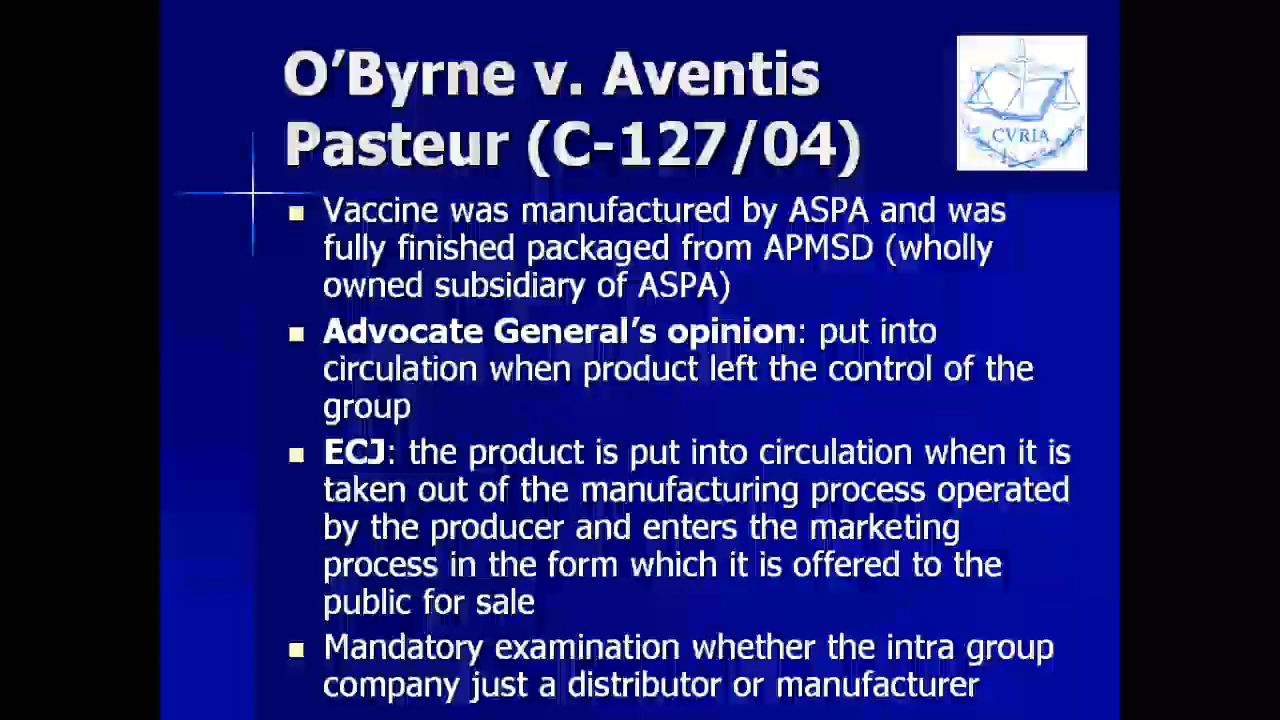 O’Byrne v. Aventis
Pasteur (C-127/04)
CVRIA
Vaccine was manufactured by ASPA and was
fully finished packaged from APMSD (wholly
owned subsidiary of ASPA)
Advocate General’s opinion: put into
circulation when product left the control of the
group
ECJ: the product is put into circulation when it is
taken out of the manufacturing process operated
by the producer and enters the marketing
process in the form which it is offered to the
public for sale
Mandatory examination whether the intra group
company just a distributor or manufacturer